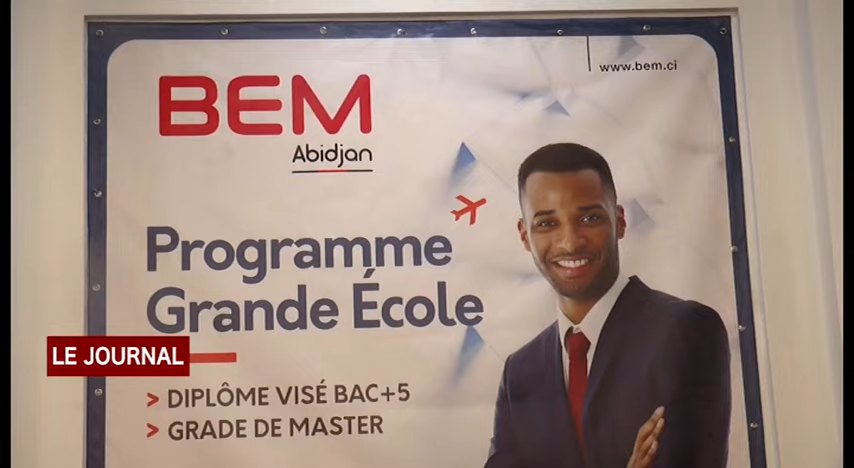 www.bem.ci
BEM
Abidjan
Programme
Grande École
LE JOURNAL
> DIPLÔME VISÉ BAC+5
> GRADE DE MASTER